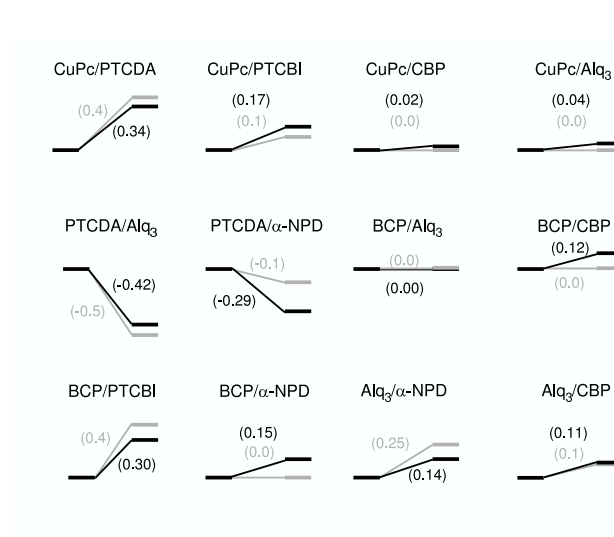 CuPc/PTCDA
(0.4)
(0.34)
CuPc/PTCBI
(0.17)
(0.1)
CuPc/CBP
(0.02)
(0.0)
CuPc/Alq3
(0.04)
(0.0)
PTCDA/Alq3
(-0.42)
(-0.5)
PTCDA/α-NPD
(-0.1)
(-0.29)
BCP/Alq3
(0.0)
(0.00)
BCP/CBP
(0.12)
(0.0)
BCP/PTCBI
(0.4)
(0.30)
BCP/α-NPD
(0.15)
(0.0)
Alq3/α-NPD
(0.25)
(0.14)
Alq3/CBP
(0.11)
(0.1)